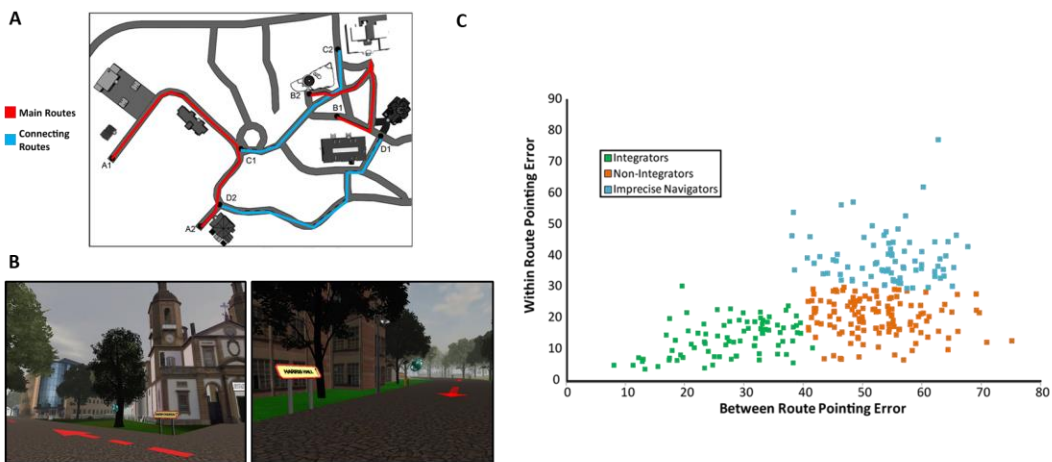 A
Main Routes
Connecting
Routes
C2
B2
B1
D1
C1
A1
D2
A2
B
HARRIS HALL
C
Within Route Pointing Error
90
80
70
60
50
40
30
20
10
0
Integrators
Non-Integrators
Imprecise Navigators
0
10
20
30
40
50
60
70
80
Between Route Pointing Error